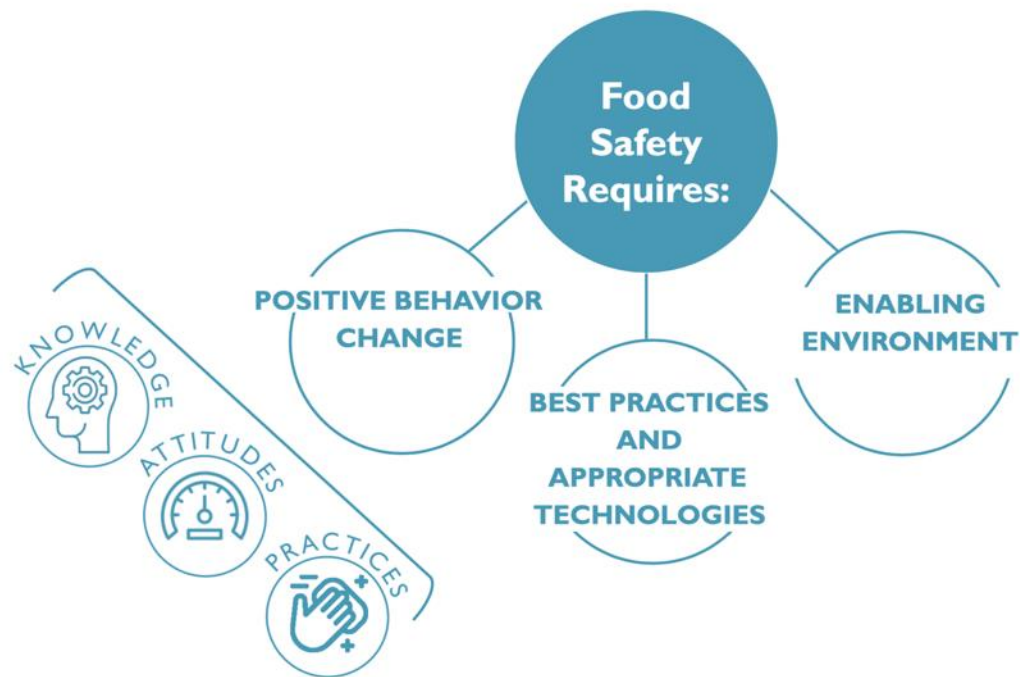 Food
Safety
Requires:
POSITIVE BEHAVIOR
CHANGE
BEST PRACTICES
AND
APPROPRIATE
TECHNOLOGIES
ENABLING
ENVIRONMENT
KNOWLEDGE
ATTITUDES
PRACTICES